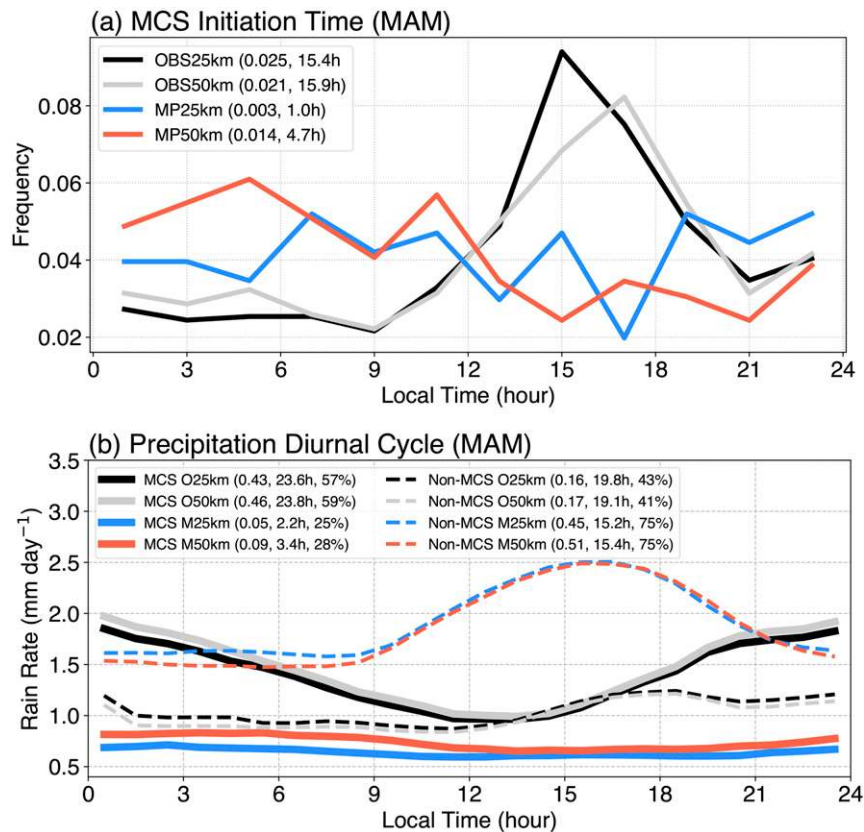 (a) MCS Initiation Time (MAM)
OBS25km (0.025, 15.4h
OBS50km (0.021, 15.9h)
MP25km (0.003, 1.0h)
MP50km (0.014, 4.7h)
0.08
0.06
0.04
0.02
Frequency
0 3 6 9 12 15 18 21 24
Local Time (hour)
(b) Precipitation Diurnal Cycle (MAM)
MCS O25km (0.43, 23.6h, 57%)
MCS O50km (0.46, 23.8h, 59%)
MCS M25km (0.05, 2.2h, 25%)
MCS M50km (0.09, 3.4h, 28%)
Non-MCS O25km (0.16, 19.8h, 43%)
Non-MCS O50km (0.17, 19.1h, 41%)
Non-MCS M25km (0.45, 15.2h, 75%)
Non-MCS M50km (0.51, 15.4h, 75%)
3.5
3.0
2.5
2.0
1.5
1.0
0.5
Rain Rate (mm day⁻¹)
0 3 6 9 12 15 18 21 24
Local Time (hour)